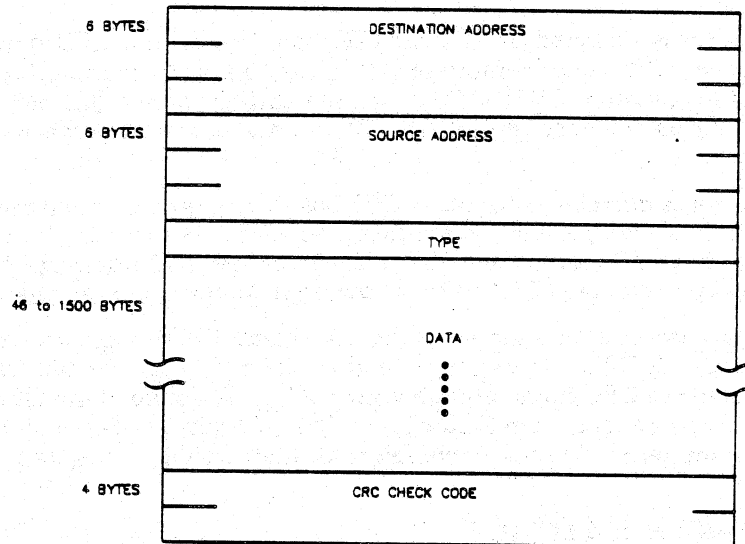 6 BYTES DESTINATION ADDRESS
6 BYTES SOURCE ADDRESS
TYPE
46 to 1500 BYTES
DATA
4 BYTES CRC CHECK CODE